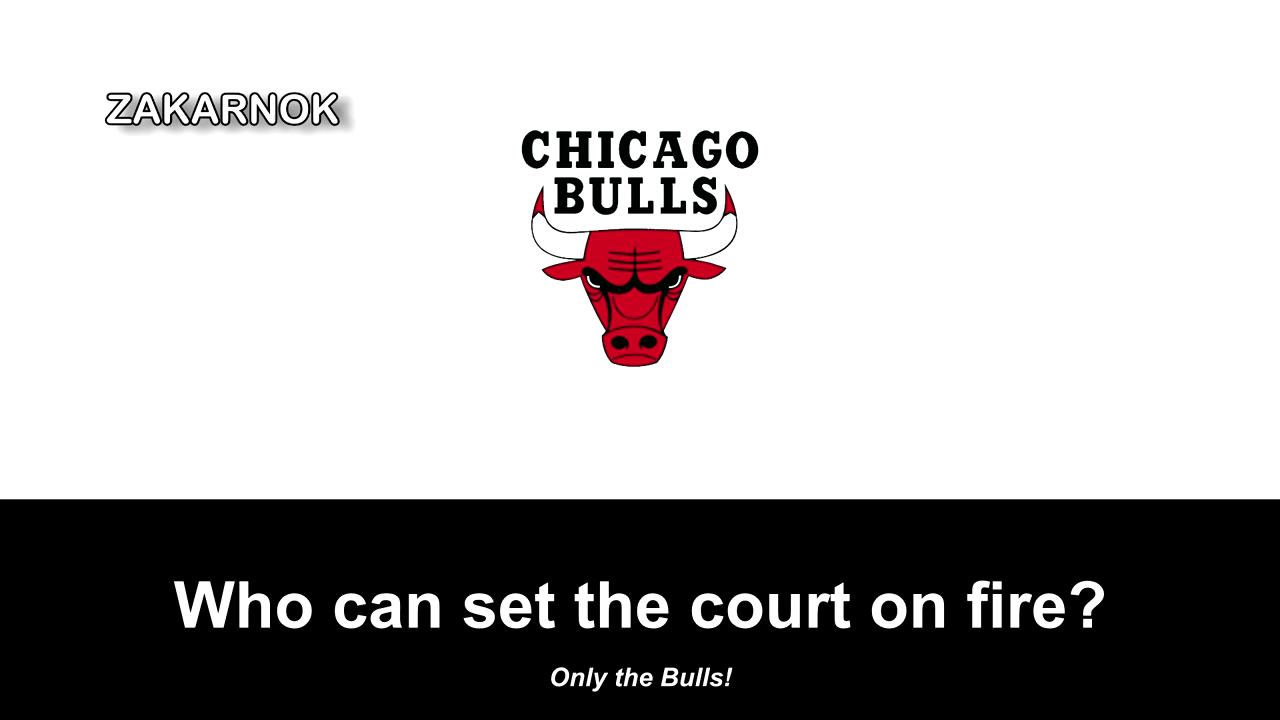 ZAKARNOK
CHICAGO
BULLS
Who can set the court on fire?
Only the Bulls!